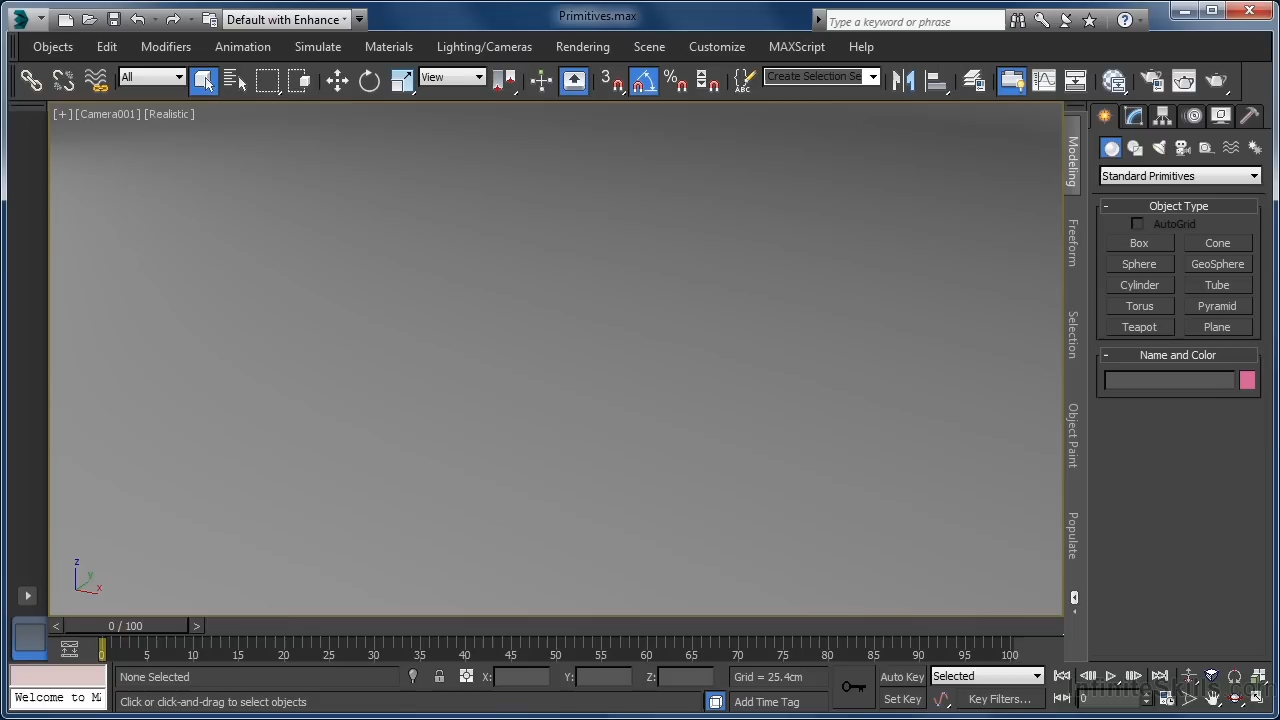 Default with Enhance
Primitives.max
Type a keyword or phrase
Objects Edit Modifiers Animation Simulate Materials Lighting/Cameras Rendering Scene Customize MAXScript Help
All
View
3
%
ABC
Create Selection Se
[+] [Camera001] [Realistic]
Modeling
Freeform
Selection
Object Paint
Populate
Standard Primitives
- Object Type
AutoGrid
Box Cone
Sphere GeoSphere
Cylinder Tube
Torus Pyramid
Teapot Plane
- Name and Color
z
y
x
< 0 / 100 >
0 5 10 15 20 25 30 35 40 45 50 55 60 65 70 75 80 85 90 95 100
None Selected X: Y: Z: Grid = 25.4cm Auto Key Selected
Welcome to M
Click or click-and-drag to select objects Add Time Tag Set Key Key Filters... 0